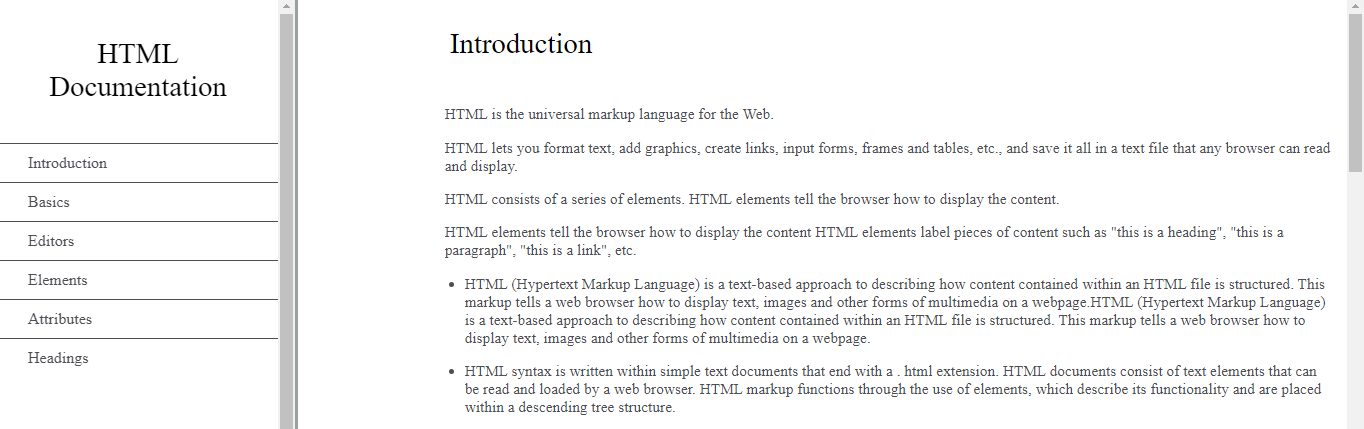 HTML
Documentation
Introduction
Basics
Editors
Elements
Attributes
Headings
Introduction
HTML is the universal markup language for the Web.
HTML lets you format text, add graphics, create links, input forms, frames and tables, etc., and save it all in a text file that any browser can read
and display.
HTML consists of a series of elements. HTML elements tell the browser how to display the content.
HTML elements tell the browser how to display the content HTML elements label pieces of content such as "this is a heading", "this is a
paragraph", "this is a link", etc.
HTML (Hypertext Markup Language) is a text-based approach to describing how content contained within an HTML file is structured. This
markup tells a web browser how to display text, images and other forms of multimedia on a webpage.HTML (Hypertext Markup Language)
is a text-based approach to describing how content contained within an HTML file is structured. This markup tells a web browser how to
display text, images and other forms of multimedia on a webpage.
HTML syntax is written within simple text documents that end with a . html extension. HTML documents consist of text elements that can
be read and loaded by a web browser. HTML markup functions through the use of elements, which describe its functionality and are placed
within a descending tree structure.